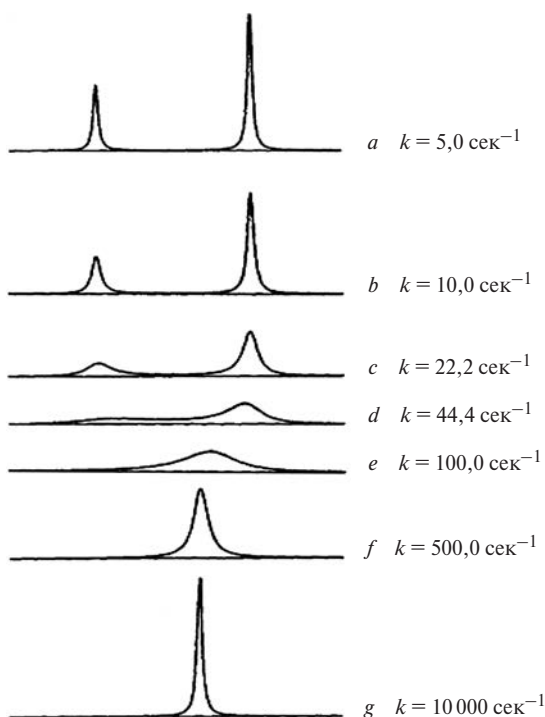 a k = 5,0 сек⁻¹
b k = 10,0 сек⁻¹
c k = 22,2 сек⁻¹
d k = 44,4 сек⁻¹
e k = 100,0 сек⁻¹
f k = 500,0 сек⁻¹
g k = 10 000 сек⁻¹